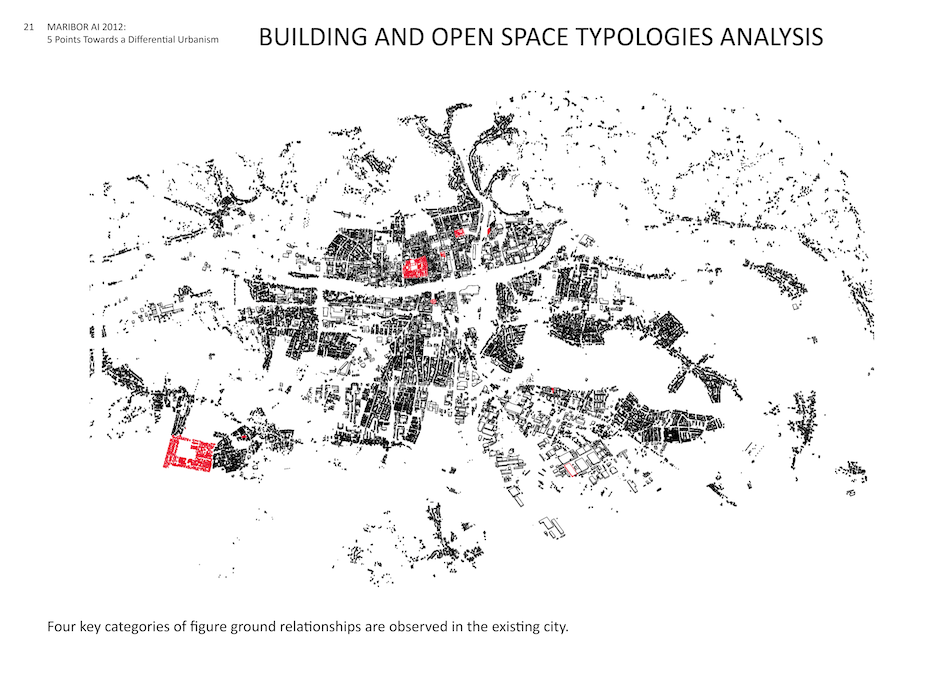 21 MARIBOR AI 2012:
5 Points Towards a Differential Urbanism
BUILDING AND OPEN SPACE TYPOLOGIES ANALYSIS
Four key categories of figure ground relationships are observed in the existing city.